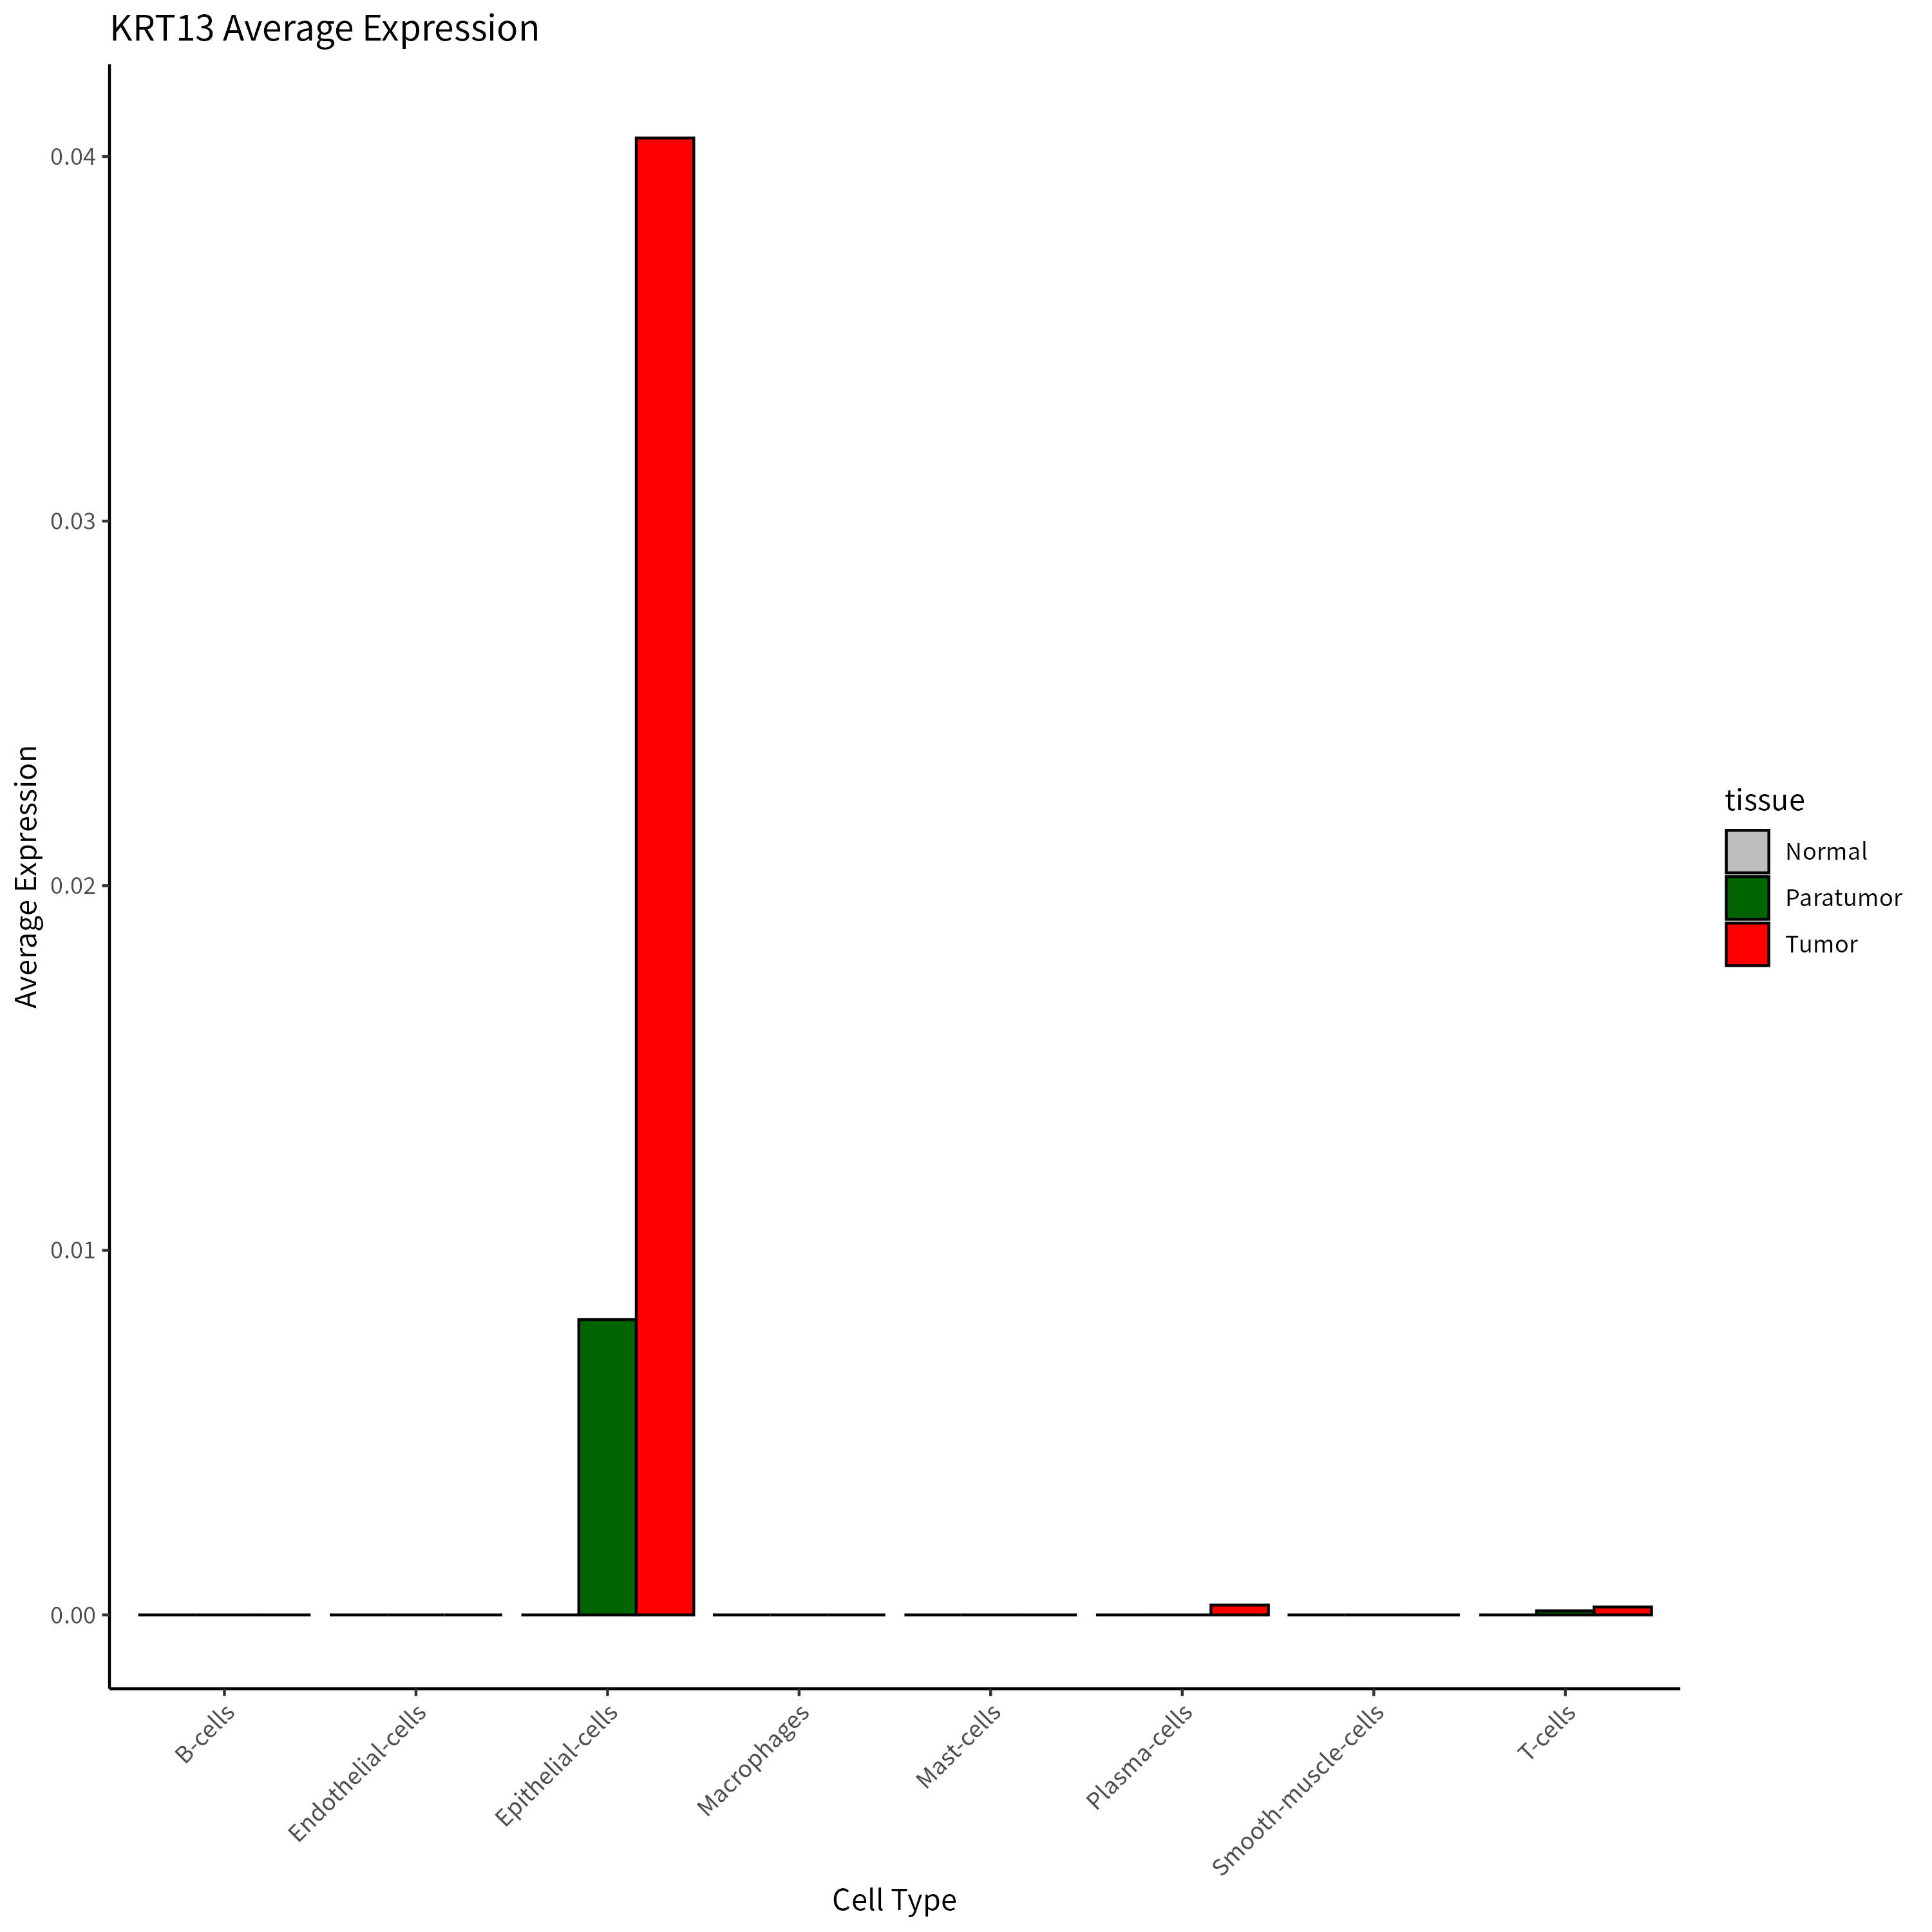 KRT13 Average Expression
Average Expression
0.04
0.03
0.02
0.01
0.00
B-cells
Endothelial-cells
Epithelial-cells
Macrophages
Mast-cells
Plasma-cells
Smooth-muscle-cells
T-cells
Cell Type
tissue
Normal
Paratumor
Tumor